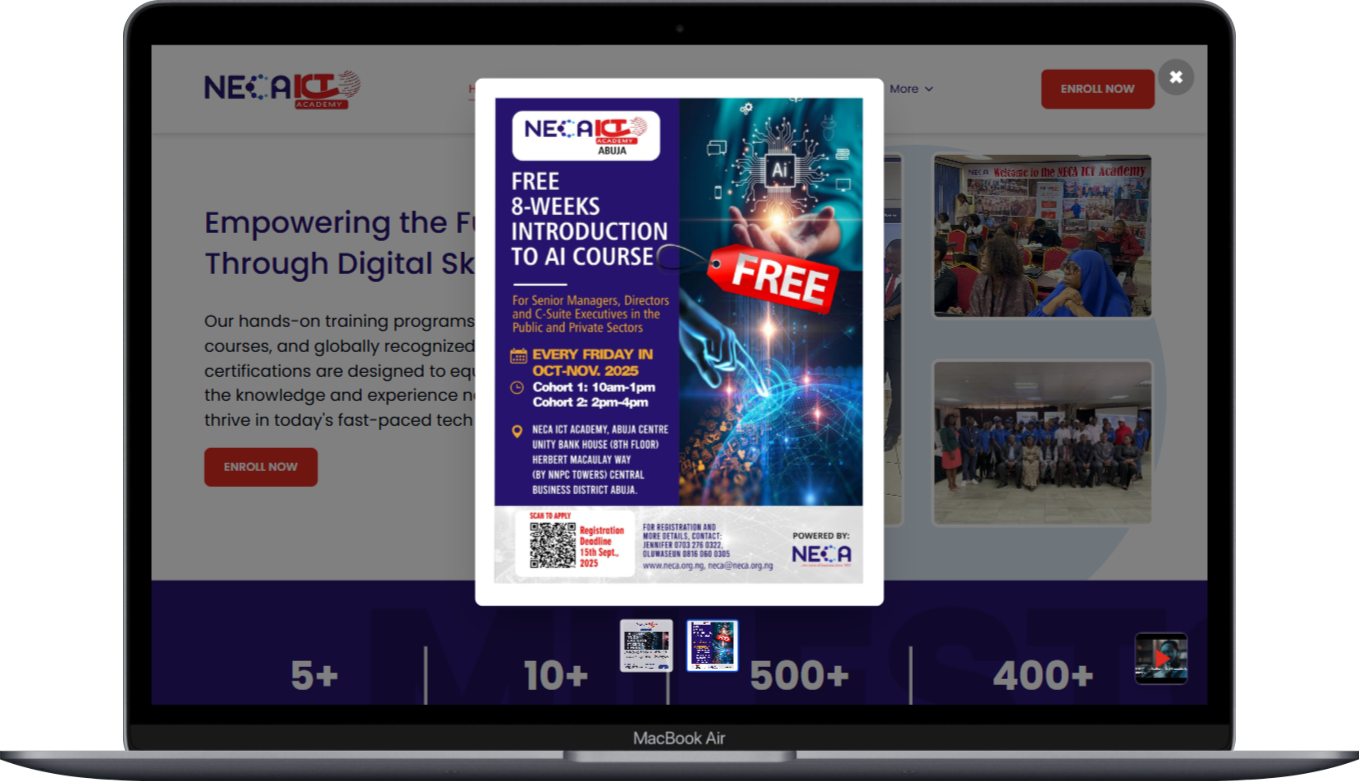 NECA ICT
ACADEMY
More
ENROLL NOW
Empowering the Fu
Through Digital Sk
Our hands-on training programs
courses, and globally recognized
certifications are designed to equ
the knowledge and experience n
thrive in today's fast-paced tech
ENROLL NOW
NECA ICT
ACADEMY
ABUJA
FREE
8-WEEKS
INTRODUCTION
TO AI COURSE
For Senior Managers, Directors
and C-Suite Executives in the
Public and Private Sectors
EVERY FRIDAY IN
OCT-NOV. 2025
Cohort 1: 10am-1pm
Cohort 2: 2pm-4pm
NECA ICT ACADEMY, ABUJA CENTRE
UNITY BANK HOUSE (8TH FLOOR)
HERBERT MACAULAY WAY
(BY NNPC TOWERS) CENTRAL
BUSINESS DISTRICT ABUJA.
Ai
FREE
SCAN TO APPLY
Registration
Deadline
15th Sept.,
2025
FOR REGISTRATION AND
MORE DETAILS, CONTACT:
JENNIFER 0703 276 0322,
OLUWASEUN 0816 060 0305
www.neca.org.ng, neca@neca.org.ng
POWERED BY:
NECA
NECA Welcome to the NECA ICT Academy
5+
10+
500+
400+
MacBook Air